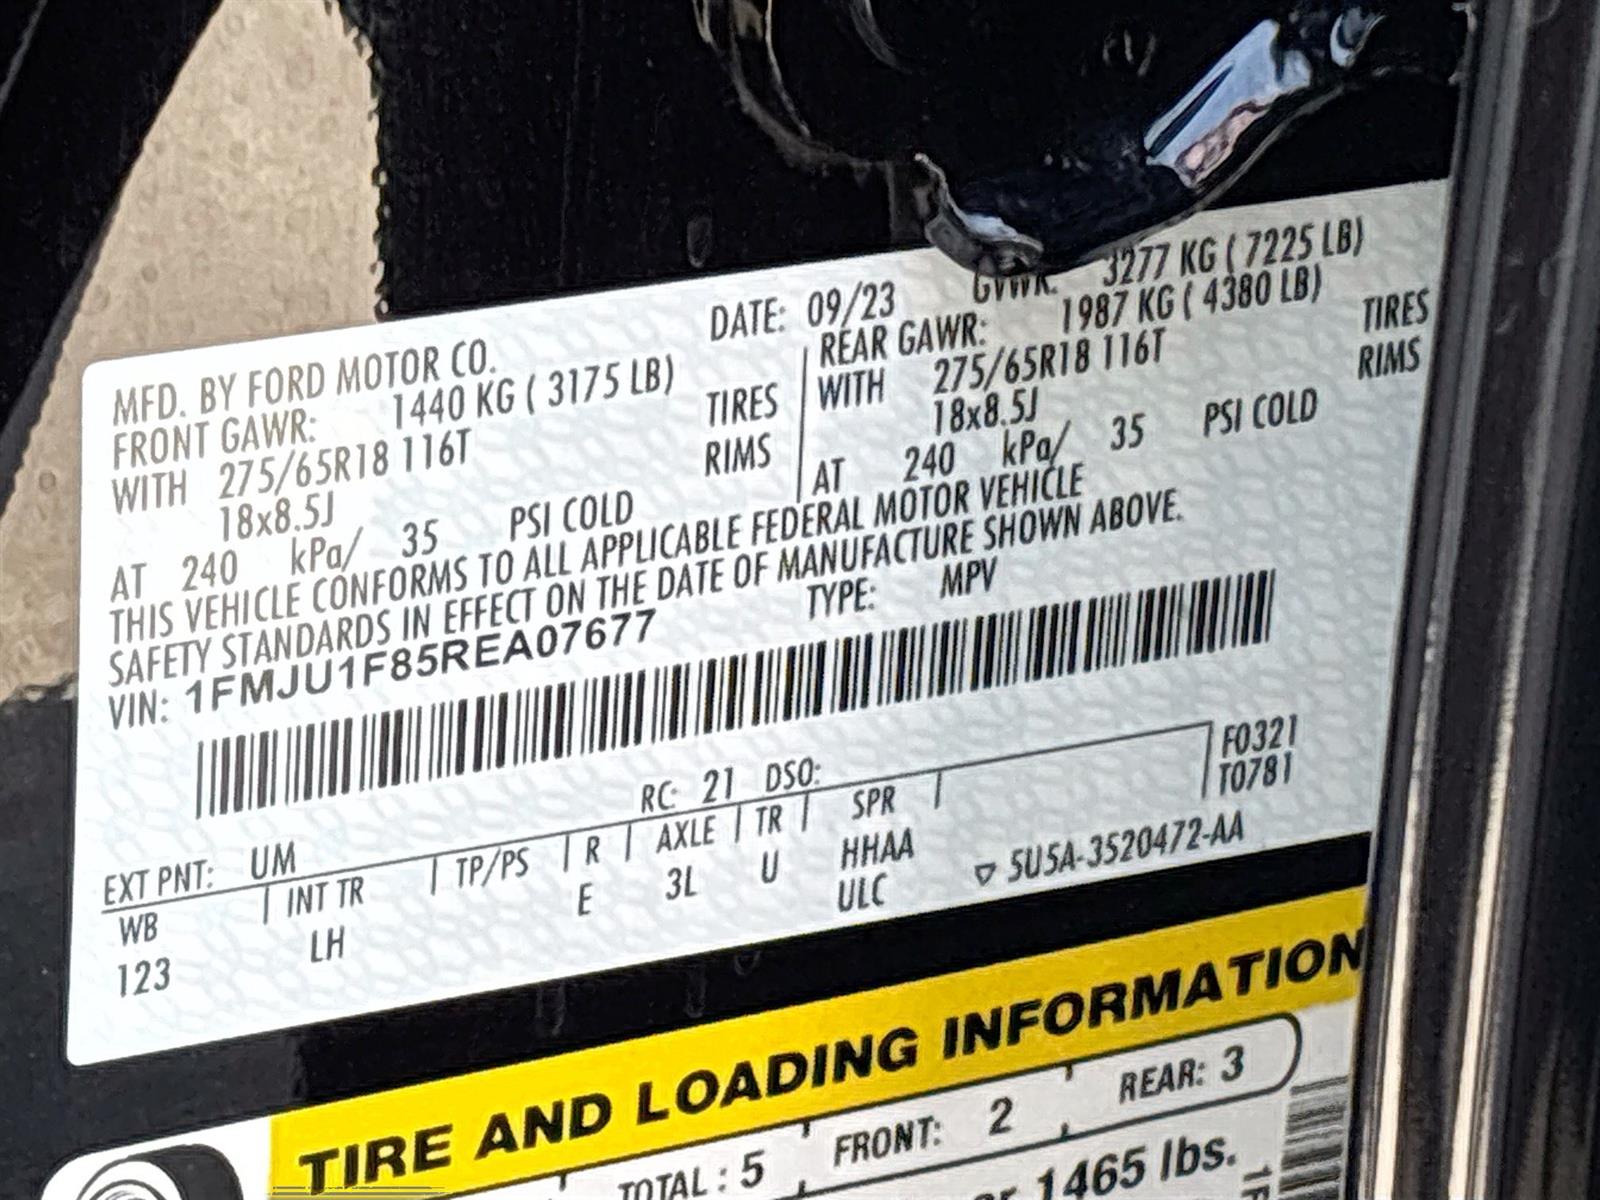 MFD. BY FORD MOTOR CO. DATE: 09/23 GVWR: 3277 KG ( 7225 LB)
FRONT GAWR: 1440 KG ( 3175 LB) REAR GAWR: 1987 KG ( 4380 LB)
WITH 275/65R18 116T TIRES WITH 275/65R18 116T TIRES
18x8.5J RIMS 18x8.5J RIMS
AT 240 kPa/ 35 PSI COLD AT 240 kPa/ 35 PSI COLD
THIS VEHICLE CONFORMS TO ALL APPLICABLE FEDERAL MOTOR VEHICLE
SAFETY STANDARDS IN EFFECT ON THE DATE OF MANUFACTURE SHOWN ABOVE.
VIN: 1FMJU1F85REA07677 TYPE: MPV
F0321
RC: 21 DSO: T0781
EXT PNT: UM
WB INT TR TP/PS R AXLE TR SPR
123 LH E 3L U HHAA
ULC ▽ 5U5A-3520472-AA
TIRE AND LOADING INFORMATION
TOTAL : 5 FRONT: 2 REAR: 3
1465 lbs.